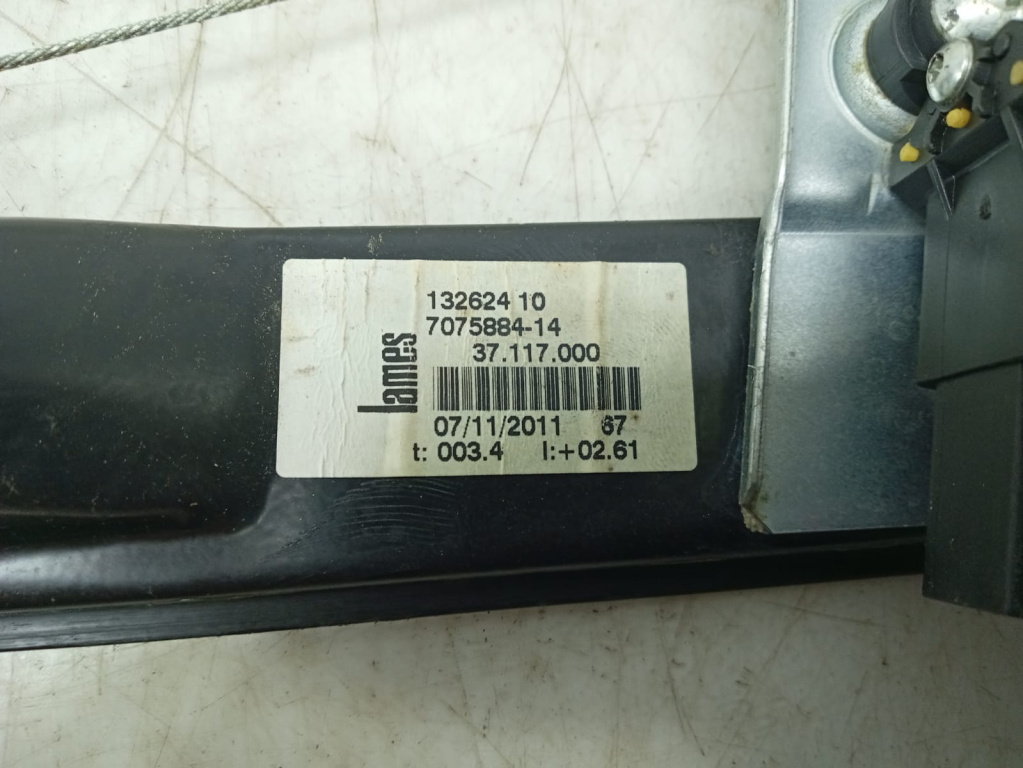 132624 10
7075884-14
37.117.000
lames
07/11/2011 67
t: 003.4 l:+02.61